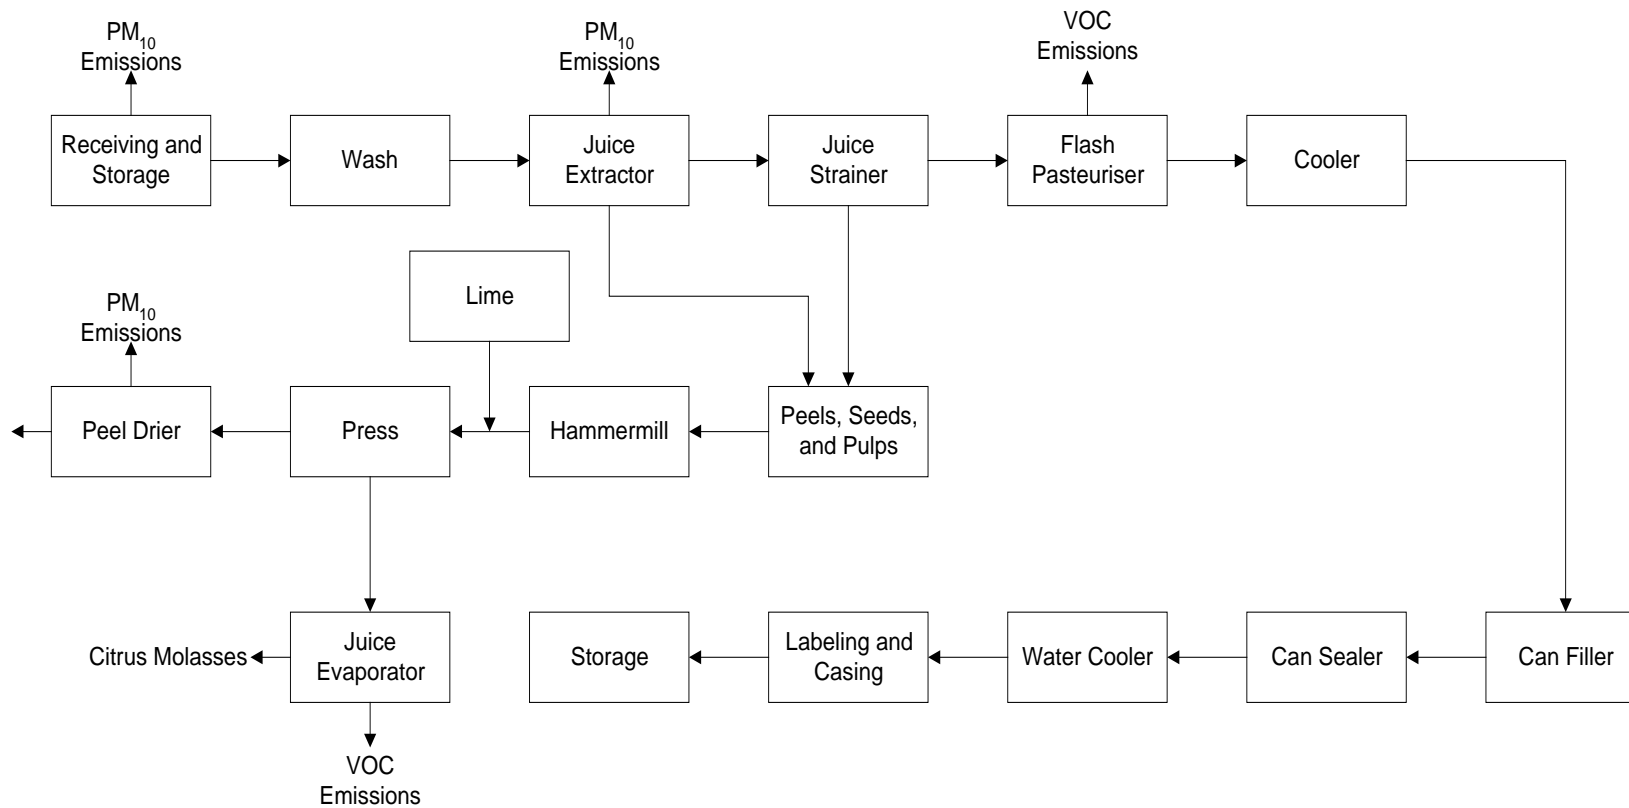 PM10
Emissions
PM10
Emissions
VOC
Emissions
Receiving and
Storage
Wash
Juice
Extractor
Juice
Strainer
Flash
Pasteuriser
Cooler
Lime
PM10
Emissions
Peel Drier
Press
Hammermill
Peels, Seeds,
and Pulps
Citrus Molasses
Juice
Evaporator
Storage
Labeling and
Casing
Water Cooler
Can Sealer
Can Filler
VOC
Emissions